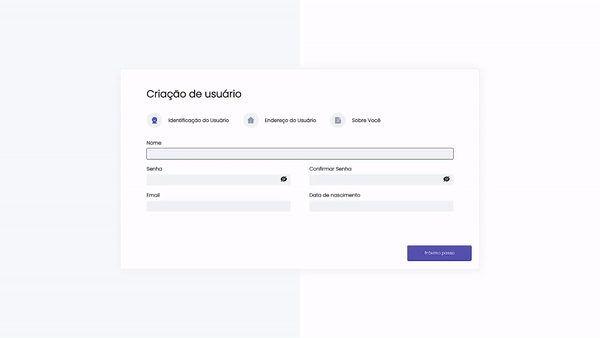 Criação de usuário
Identificação do Usuário
Endereço do Usuário
Sobre Você
Nome
Senha
Confirmar Senha
Email
Data de nascimento
Próximo passo